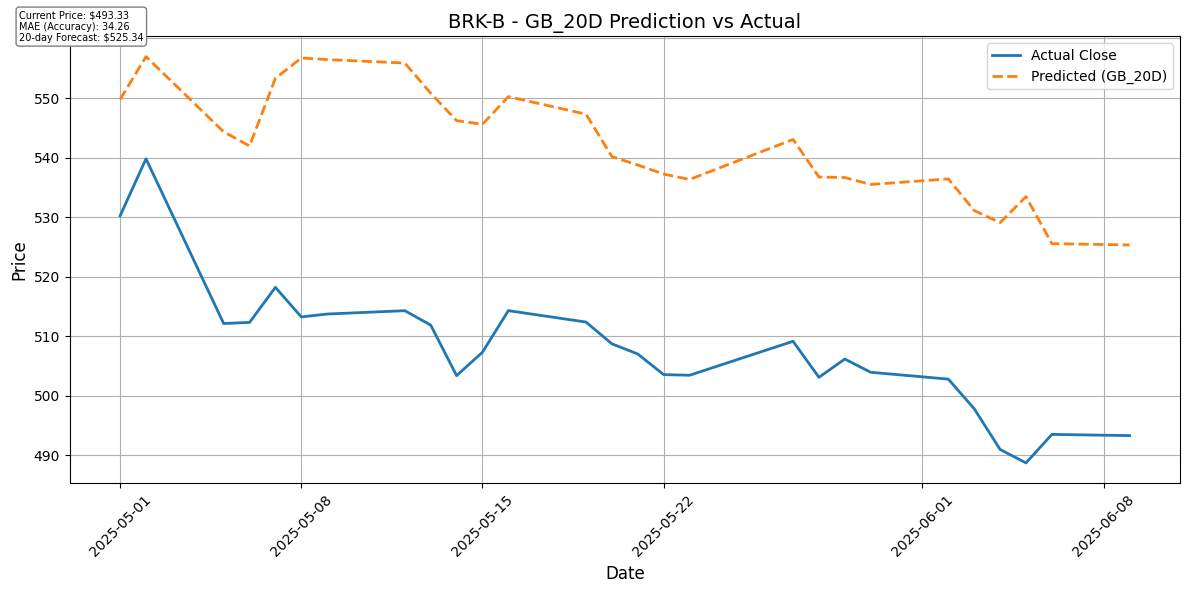 BRK-B - GB_20D Prediction vs Actual
Current Price: $493.33
MAE (Accuracy): 34.26
20-day Forecast: $525.34
Actual Close
Predicted (GB_20D)
Price
550
540
530
520
510
500
490
2025-05-01
2025-05-08
2025-05-15
2025-05-22
2025-06-01
2025-06-08
Date